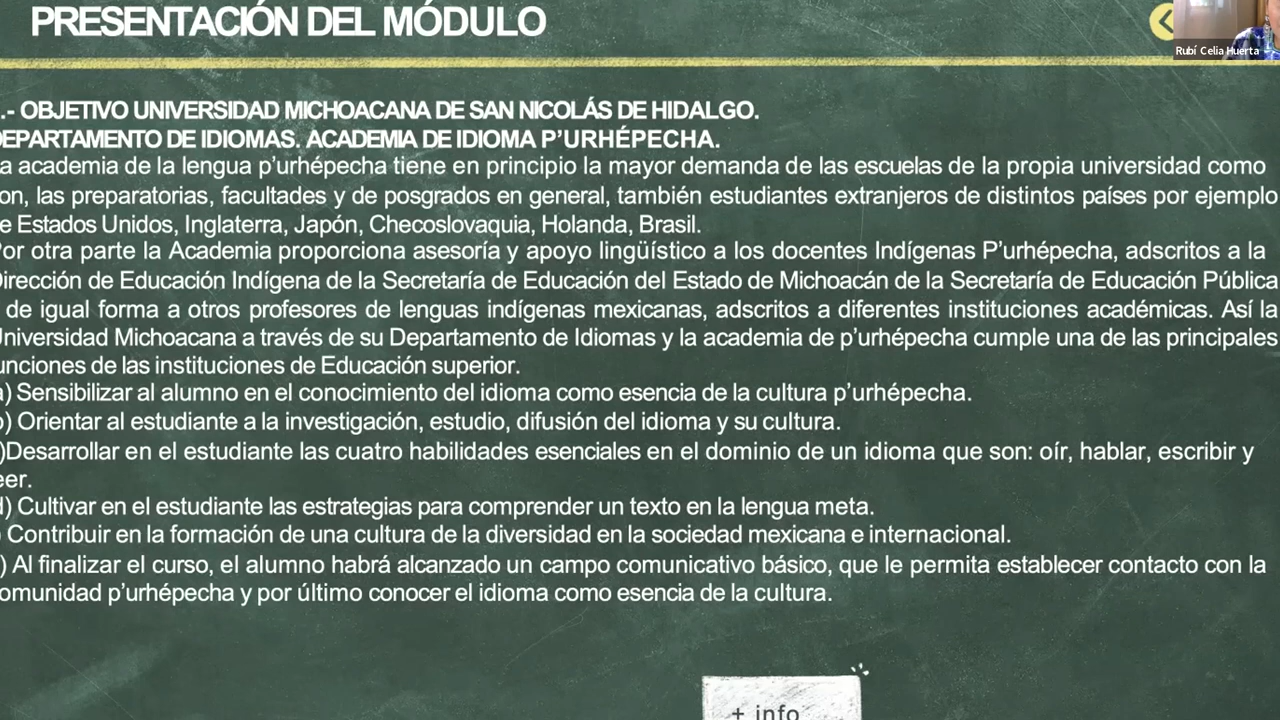 PRESENTACIÓN DEL MÓDULO
Rubí Celia Huerta
.- OBJETIVO UNIVERSIDAD MICHOACANA DE SAN NICOLÁS DE HIDALGO.
DEPARTAMENTO DE IDIOMAS. ACADEMIA DE IDIOMA P’URHÉPECHA.
a academia de la lengua p’urhépecha tiene en principio la mayor demanda de las escuelas de la propia universidad como
on, las preparatorias, facultades y de posgrados en general, también estudiantes extranjeros de distintos países por ejemplo
e Estados Unidos, Inglaterra, Japón, Checoslovaquia, Holanda, Brasil.
Por otra parte la Academia proporciona asesoría y apoyo lingüístico a los docentes Indígenas P’urhépecha, adscritos a la
Dirección de Educación Indígena de la Secretaría de Educación del Estado de Michoacán de la Secretaría de Educación Pública
de igual forma a otros profesores de lenguas indígenas mexicanas, adscritos a diferentes instituciones académicas. Así la
Universidad Michoacana a través de su Departamento de Idiomas y la academia de p’urhépecha cumple una de las principales
unciones de las instituciones de Educación superior.
a) Sensibilizar al alumno en el conocimiento del idioma como esencia de la cultura p’urhépecha.
b) Orientar al estudiante a la investigación, estudio, difusión del idioma y su cultura.
)Desarrollar en el estudiante las cuatro habilidades esenciales en el dominio de un idioma que son: oír, hablar, escribir y
eer.
d) Cultivar en el estudiante las estrategias para comprender un texto en la lengua meta.
) Contribuir en la formación de una cultura de la diversidad en la sociedad mexicana e internacional.
) Al finalizar el curso, el alumno habrá alcanzado un campo comunicativo básico, que le permita establecer contacto con la
omunidad p’urhépecha y por último conocer el idioma como esencia de la cultura.
+ info